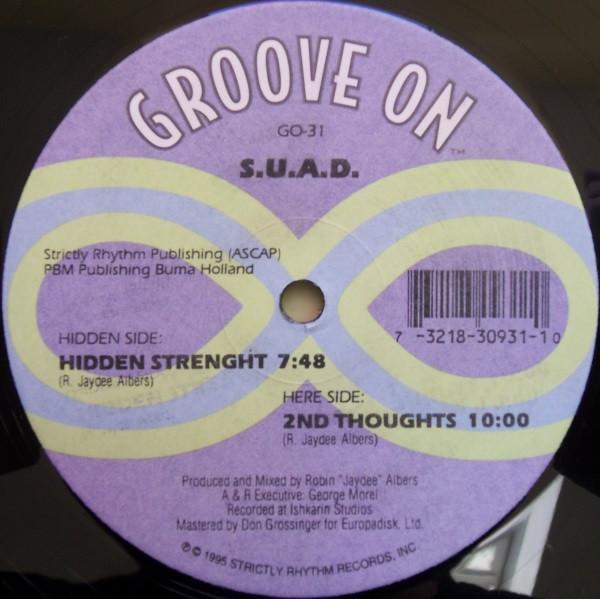 GROOVE ON™
GO-31
S.U.A.D.
Strictly Rhythm Publishing (ASCAP)
PBM Publishing Buma Holland
7 -3218-30931-1 0
HIDDEN SIDE:
HIDDEN STRENGHT 7:48
(R. Jaydee Albers)
HERE SIDE:
2ND THOUGHTS 10:00
(R. Jaydee Albers)
Produced and Mixed by Robin "Jaydee" Albers
A & R Executive: George Morel
Recorded at Ishkarin Studios
Mastered by Don Grossinger for Europadisk, Ltd.
℗ © 1995 STRICTLY RHYTHM RECORDS, INC.